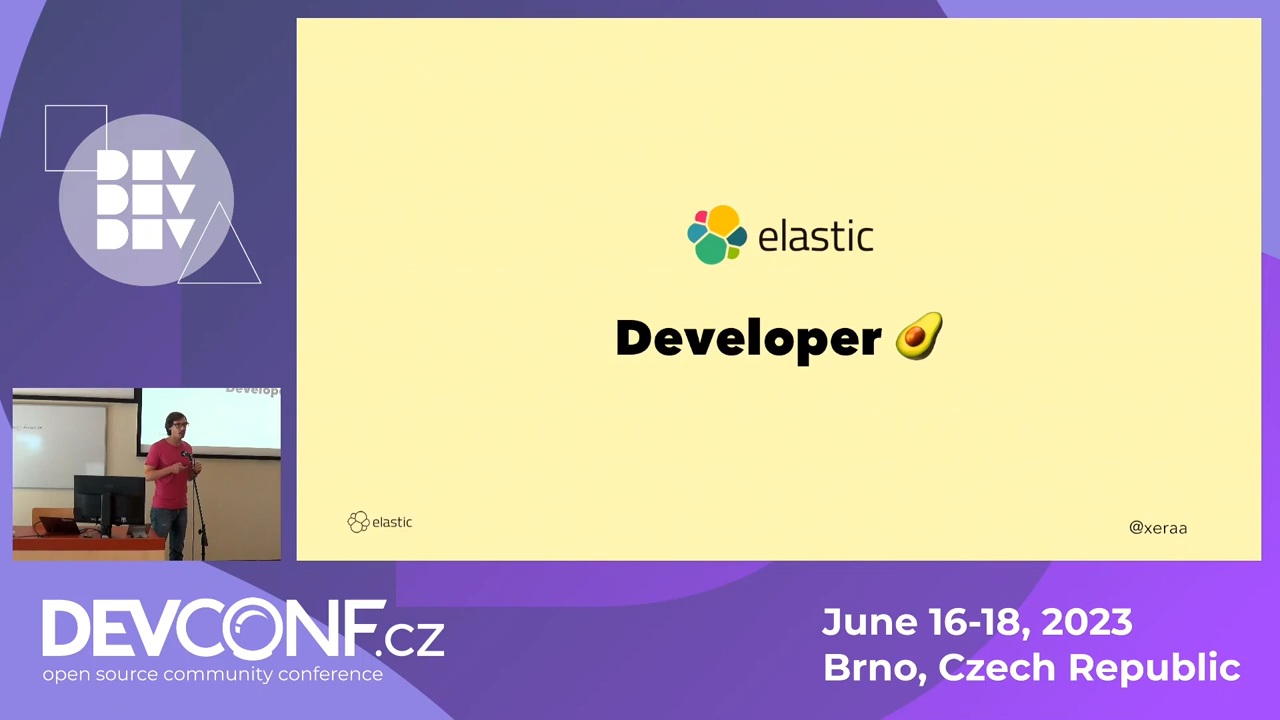 DEV
DEV
DEV
elastic
Developer 🥑
elastic
@xeraa
Develop
DEVCONF.cz
open source community conference
June 16-18, 2023
Brno, Czech Republic